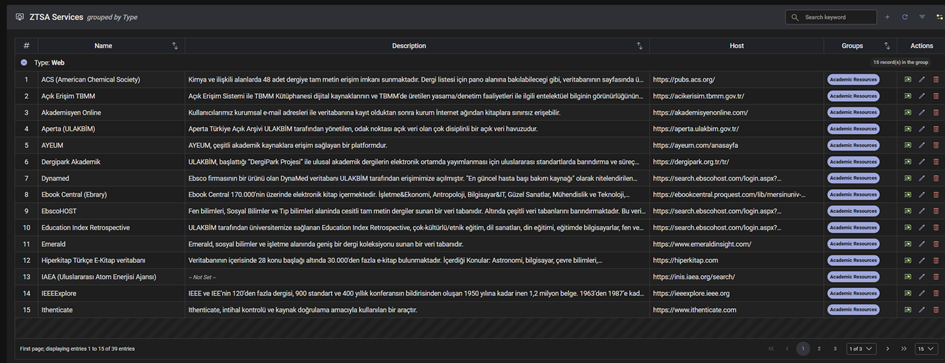 ZTSA Services grouped by Type
Search keyword
# Name Description Host Groups Actions
Type: Web 15 record(s) in the group
1 ACS (American Chemical Society) Kimya ve ilişkili alanlarda 48 adet dergiye tam metin erişim imkanı sunmaktadır. Dergi listesi için pano alanına bakılabilecegi gibi, veritabanının sayfasında ü... https://pubs.acs.org/ Academic Resources
2 Açık Erişim TBMM Açık Erişim Sistemi ile TBMM Kütüphanesi dijital kaynaklarının ve TBMM'de üretilen yasama/denetim faaliyetleri ile ilgili entelektüel bilginin görünürlüğünün... https://acikerisim.tbmm.gov.tr/ Academic Resources
3 Akademisyen Online Kullanıcılarımız kurumsal e-mail adresleri ile veritabanına kayıt olduktan sonra kurum İnternet ağından kitaplara sınırsız erişebilir. https://akademisyenonline.com/ Academic Resources
4 Aperta (ULAKBİM) Aperta Türkiye Açık Arşivi ULAKBİM tarafından yönetilen, odak noktası açık veri olan çok disiplinli bir açık veri havuzudur. https://aperta.ulakbim.gov.tr/ Academic Resources
5 AYEUM AYEUM, çeşitli akademik kaynaklara erişim sağlayan bir platformdur. https://ayeum.com/anasayfa Academic Resources
6 Dergipark Akademik ULAKBİM, başlattığı "DergiPark Projesi" ile ulusal akademik dergilerin elektronik ortamda yayımlanması için uluslararası standartlarda barındırma ve süreç... https://dergipark.org.tr/tr/ Academic Resources
7 Dynamed Ebsco firmasının bir ürünü olan DynaMed veritabanı ULAKBİM tarafından erişimimize açılmıştır. "En güncel hasta başı bakım kaynağı" olarak nitelendirilen... https://search.ebscohost.com/login.aspx?... Academic Resources
8 Ebook Central (Ebrary) Ebook Central 170.000'nin üzerinde elektronik kitap içermektedir. İşletme&Ekonomi, Antropoloji, Bilgisayar&IT, Güzel Sanatlar, Mühendislik ve Teknoloji,... https://ebookcentral.proquest.com/lib/mersinuniv-... Academic Resources
9 EbscoHOST Fen bilimleri, Sosyal Bilimler ve Tıp bilimleri alanında cesitli tam metin dergiler sunan bir veri tabanıdır. Altında çeşitli veri tabanlarını barındırmaktadır. Bu veri... https://search.ebscohost.com/login.aspx?... Academic Resources
10 Education Index Retrospective ULAKBİM tarafından üniversitemize sağlanan Education Index Retrospective, çok-kültürlü/etnik eğitim, dil sanatları, din eğitimi, eğitimde bilgisayarlar, fen ve... https://search.ebscohost.com/login.aspx?... Academic Resources
11 Emerald Emerald, sosyal bilimler ve işletme alanında geniş bir dergi koleksiyonu sunan bir veri tabanıdır. https://www.emeraldinsight.com/ Academic Resources
12 Hiperkitap Türkçe E-Kitap veritabanı Veritabanının içerisinde 28 konu başlağı altında 30.000'den fazla e-kitap bulunmaktadır. İçerdiği Konular: Astronomi, bilgisayar, çevre bilimleri,... https://hiperkitap.com Academic Resources
13 IAEA (Uluslararası Atom Enerjisi Ajansı) -- Not Set -- https://inis.iaea.org/search/ Academic Resources
14 IEEEExplore IEEE ve IEE'nin 120'den fazla dergisi, 900 standart ve 400 yıllık konferansın bildirisinden oluşan 1950 yılına kadar inen 1,2 milyon belge. 1963'den 1987'e kad... https://ieeexplore.ieee.org Academic Resources
15 Ithenticate Ithenticate, intihal kontrolü ve kaynak doğrulama amacıyla kullanılan bir araçtır. https://www.ithenticate.com Academic Resources
First page; displaying entries 1 to 15 of 39 entries 1 2 3 1 of 3 15